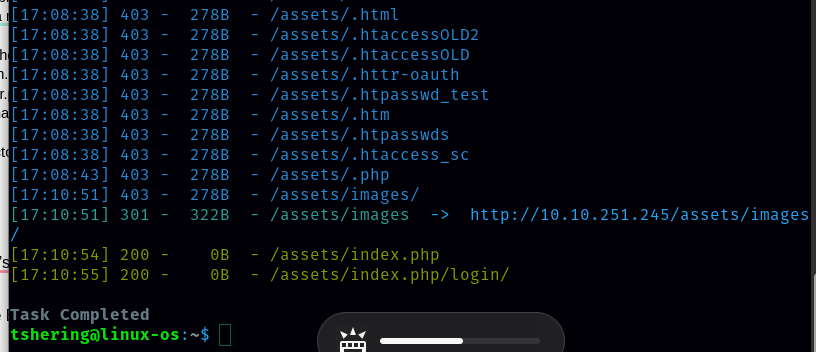 [17:08:38] 403 -  278B  - /assets/.html
[17:08:38] 403 -  278B  - /assets/.htaccessOLD2
[17:08:38] 403 -  278B  - /assets/.htaccessOLD
[17:08:38] 403 -  278B  - /assets/.httr-oauth
[17:08:38] 403 -  278B  - /assets/.htpasswd_test
[17:08:38] 403 -  278B  - /assets/.htm
[17:08:38] 403 -  278B  - /assets/.htpasswds
[17:08:38] 403 -  278B  - /assets/.htaccess_sc
[17:08:43] 403 -  278B  - /assets/.php
[17:10:51] 403 -  278B  - /assets/images/
[17:10:51] 301 -  322B  - /assets/images  ->  http://10.10.251.245/assets/images
/
[17:10:54] 200 -    0B  - /assets/index.php
[17:10:55] 200 -    0B  - /assets/index.php/login/
Task Completed
tshering@linux-os:~$